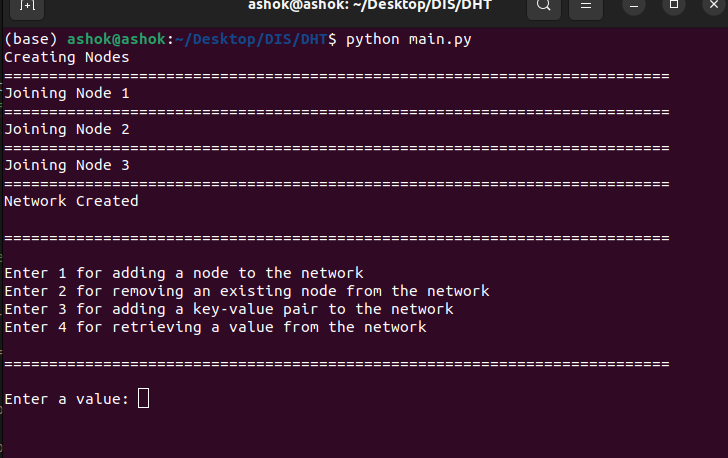 ashok@ashok: ~/Desktop/DIS/DHT
(base) ashok@ashok:~/Desktop/DIS/DHT$ python main.py
Creating Nodes
==========================================================================
Joining Node 1
==========================================================================
Joining Node 2
==========================================================================
Joining Node 3
==========================================================================
Network Created
==========================================================================
Enter 1 for adding a node to the network
Enter 2 for removing an existing node from the network
Enter 3 for adding a key-value pair to the network
Enter 4 for retrieving a value from the network
==========================================================================
Enter a value: